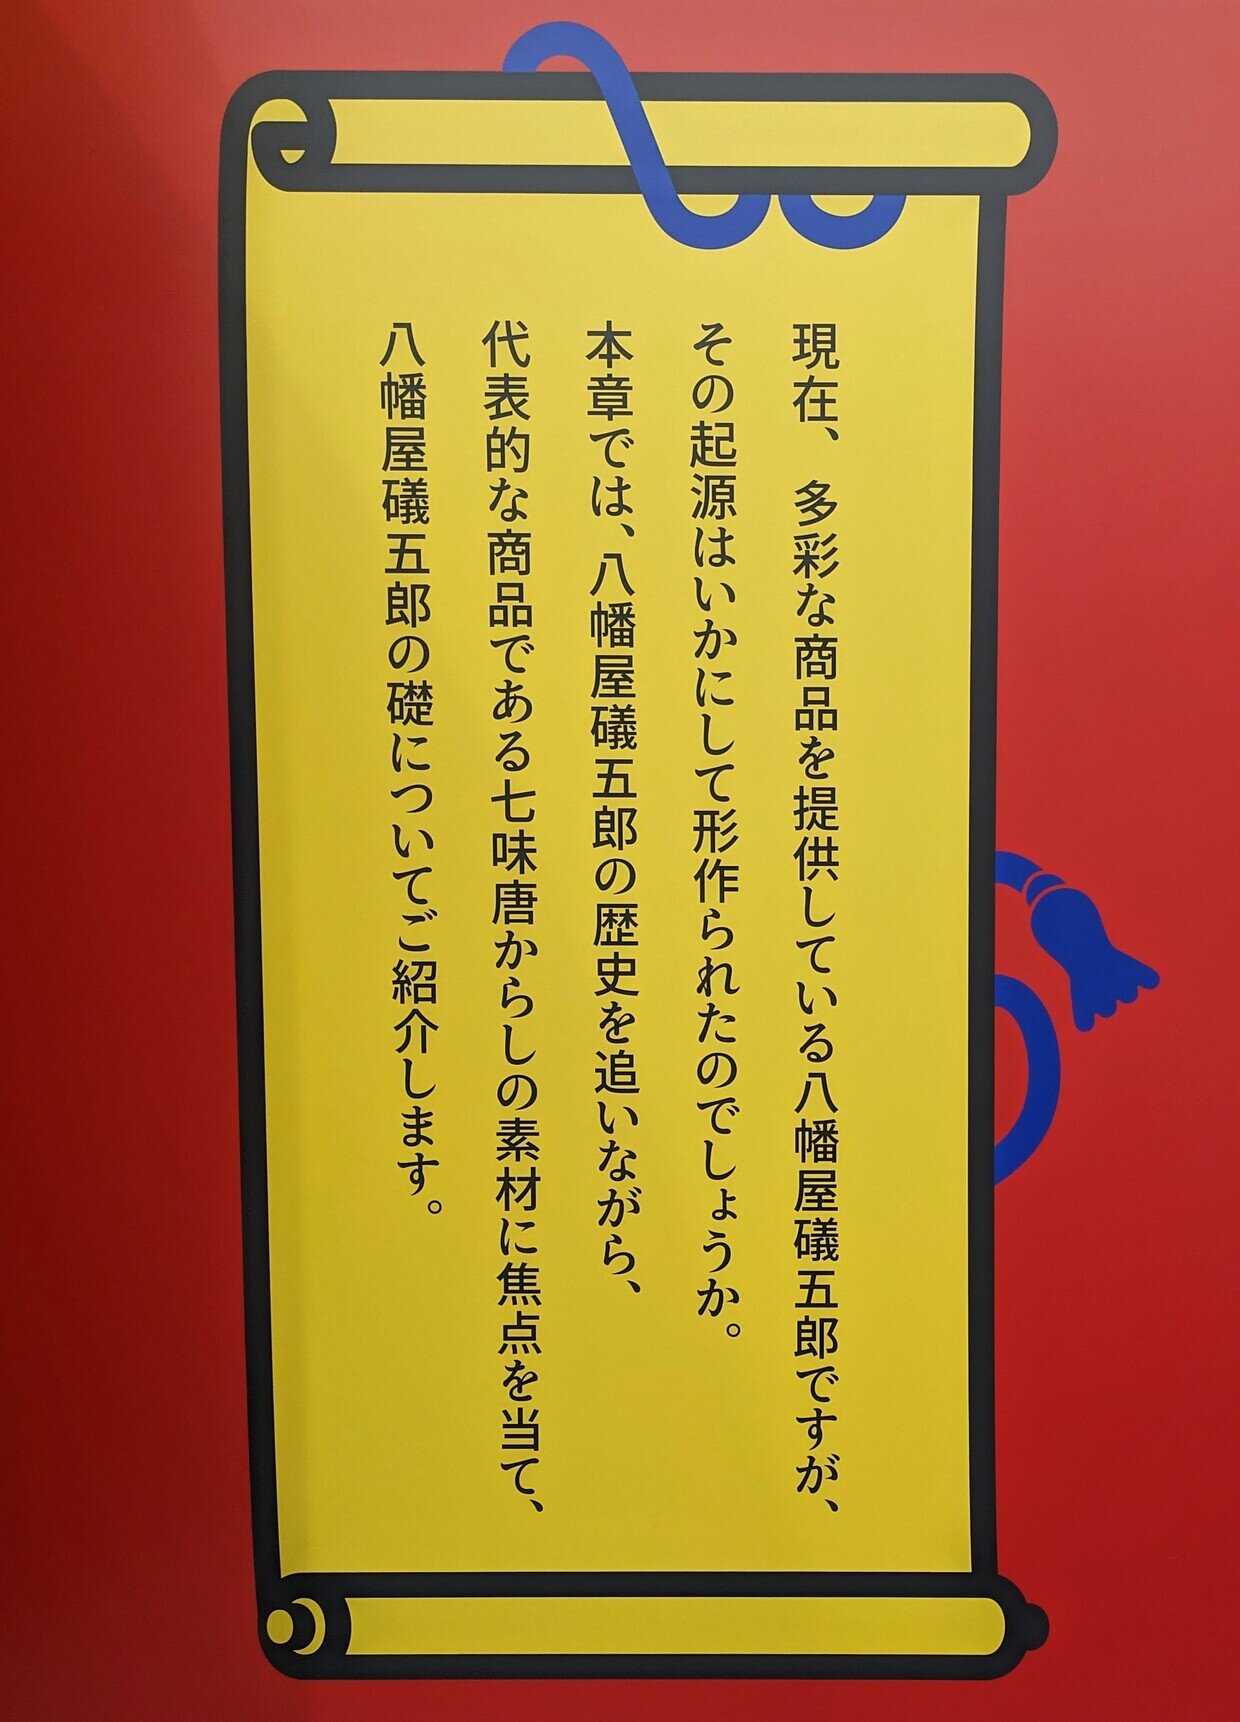 現在、多彩な商品を提供している八幡屋礒五郎ですが、
その起源はいかにして形作られたのでしょうか。
本章では、八幡屋礒五郎の歴史を追いながら、
代表的な商品である七味唐からしの素材に焦点を当て、
八幡屋礒五郎の礎についてご紹介します。